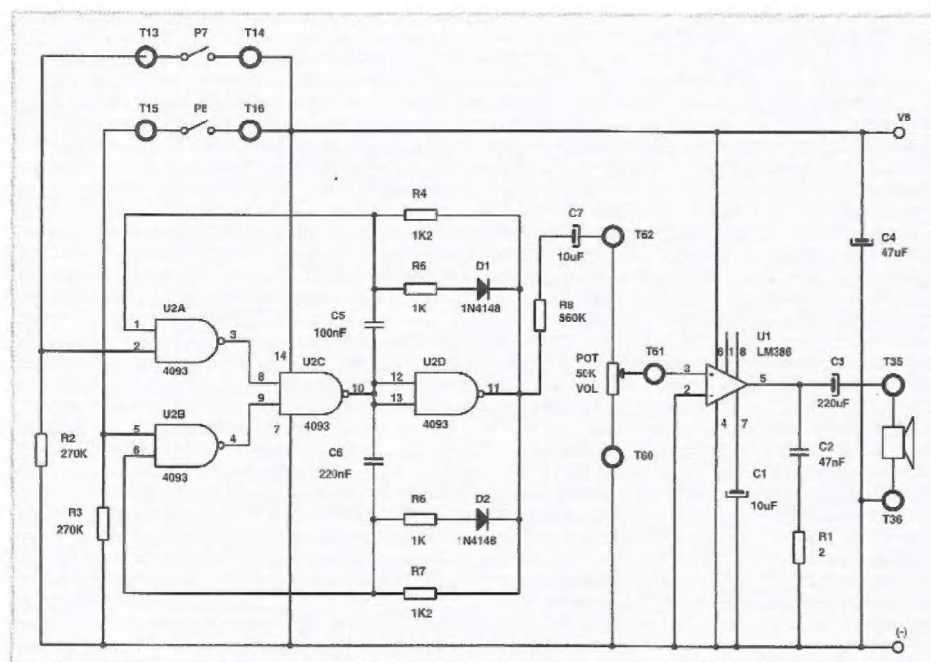 T13 P7 T14
T15 P8 T16
V8
R4
1K2
C7
10uF
T62
C4
47uF
R5
1K
D1
1N4148
R8
560K
C5
100nF
U2A
1
2
3
4093
14
U2C
8
9
10
7
4093
12
13
U2D
11
4093
U2B
5
6
4
4093
POT
50K
VOL
T61
3
2
6 1 8
U1
LM386
5
4
7
C3
220uF
T35
C6
220nF
T60
C2
47nF
C1
10uF
T36
R2
270K
R3
270K
R6
1K
D2
1N4148
R7
1K2
R1
2
(-)